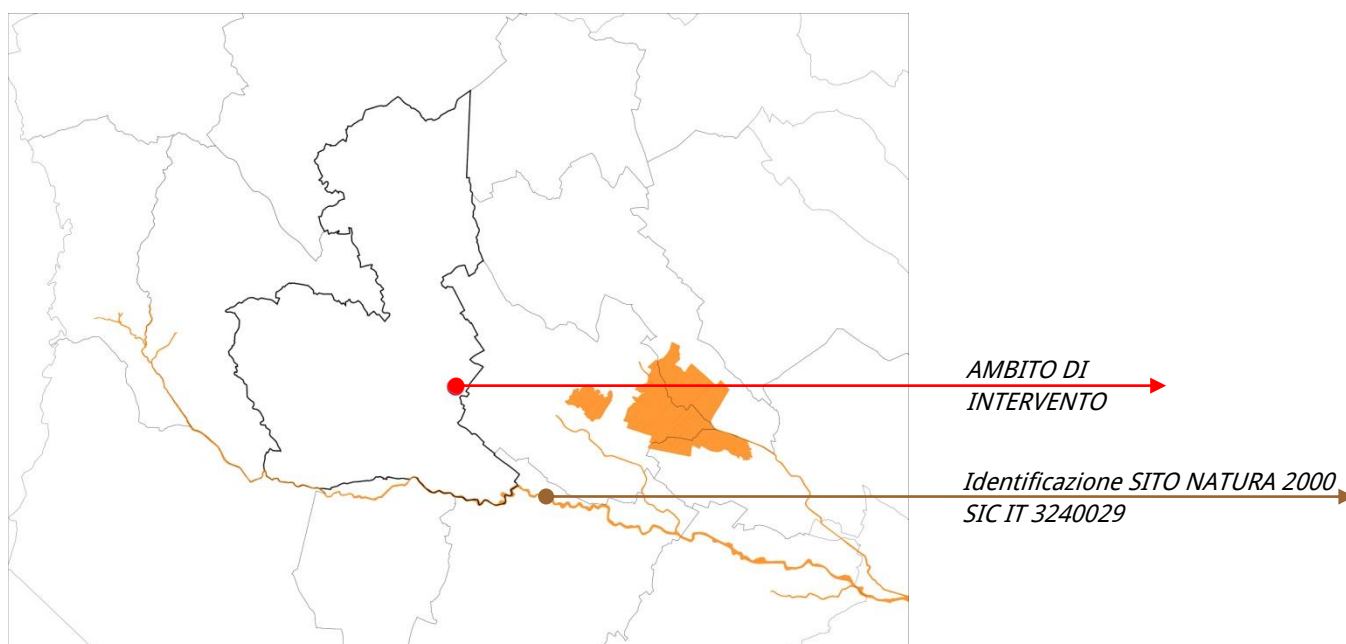 AMBITO DI
INTERVENTO
Identificazione SITO NATURA 2000
SIC IT 3240029